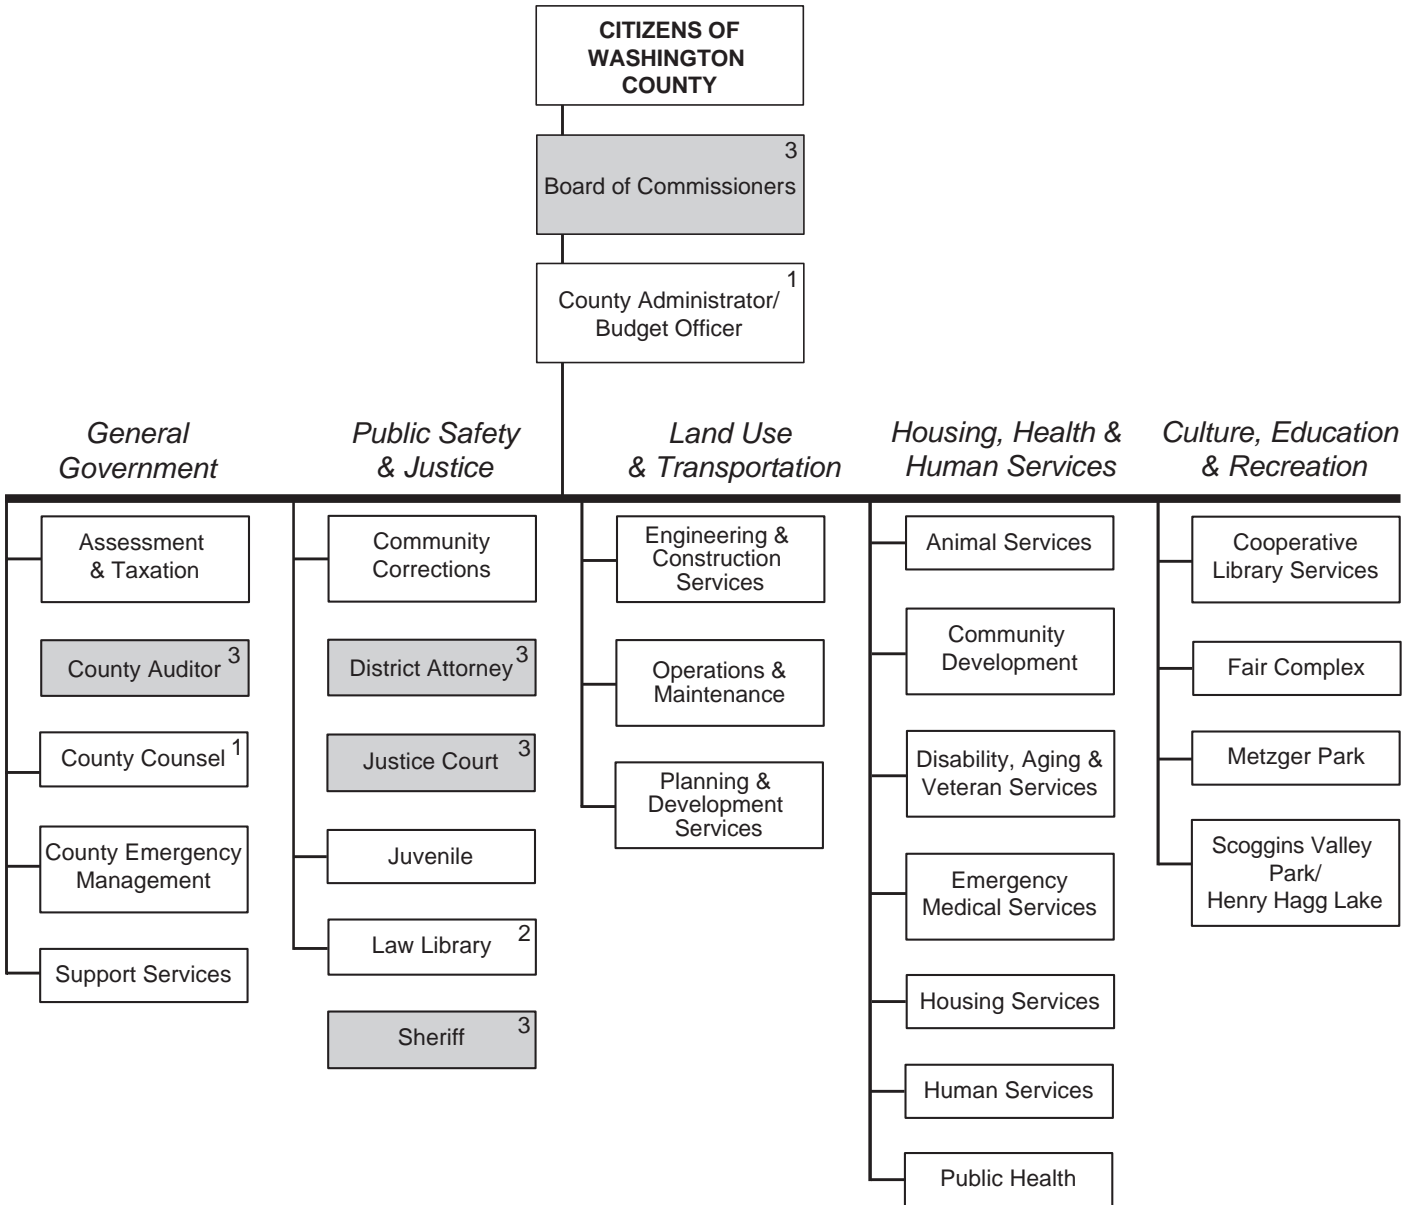 CITIZENS OF
WASHINGTON
COUNTY
3
Board of Commissioners
1
County Administrator/
Budget Officer
General
Government
Public Safety
& Justice
Land Use
& Transportation
Housing, Health &
Human Services
Culture, Education
& Recreation
Assessment
& Taxation
County Auditor 3
County Counsel 1
County Emergency
Management
Support Services
Community
Corrections
District Attorney 3
Justice Court 3
Juvenile
Law Library 2
Sheriff 3
Engineering &
Construction
Services
Operations &
Maintenance
Planning &
Development
Services
Animal Services
Community
Development
Disability, Aging &
Veteran Services
Emergency
Medical Services
Housing Services
Human Services
Public Health
Cooperative
Library Services
Fair Complex
Metzger Park
Scoggins Valley
Park/
Henry Hagg Lake